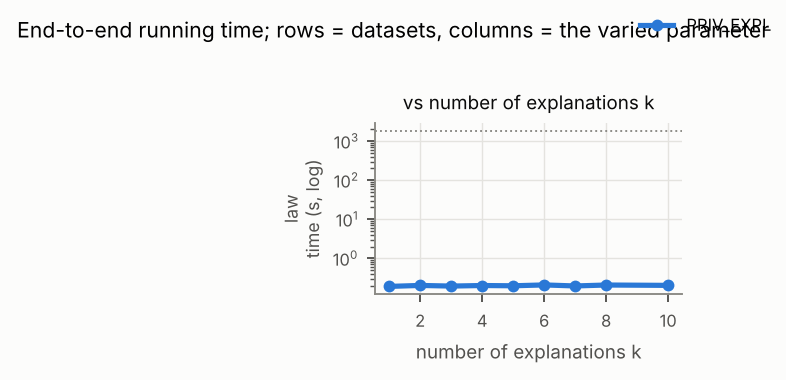 End-to-end running time; rows = datasets, columns = the varied parameter
PRIV_EXPL
vs number of explanations k
law
time (s, log)
10³
10²
10¹
10⁰
2 4 6 8 10
number of explanations k